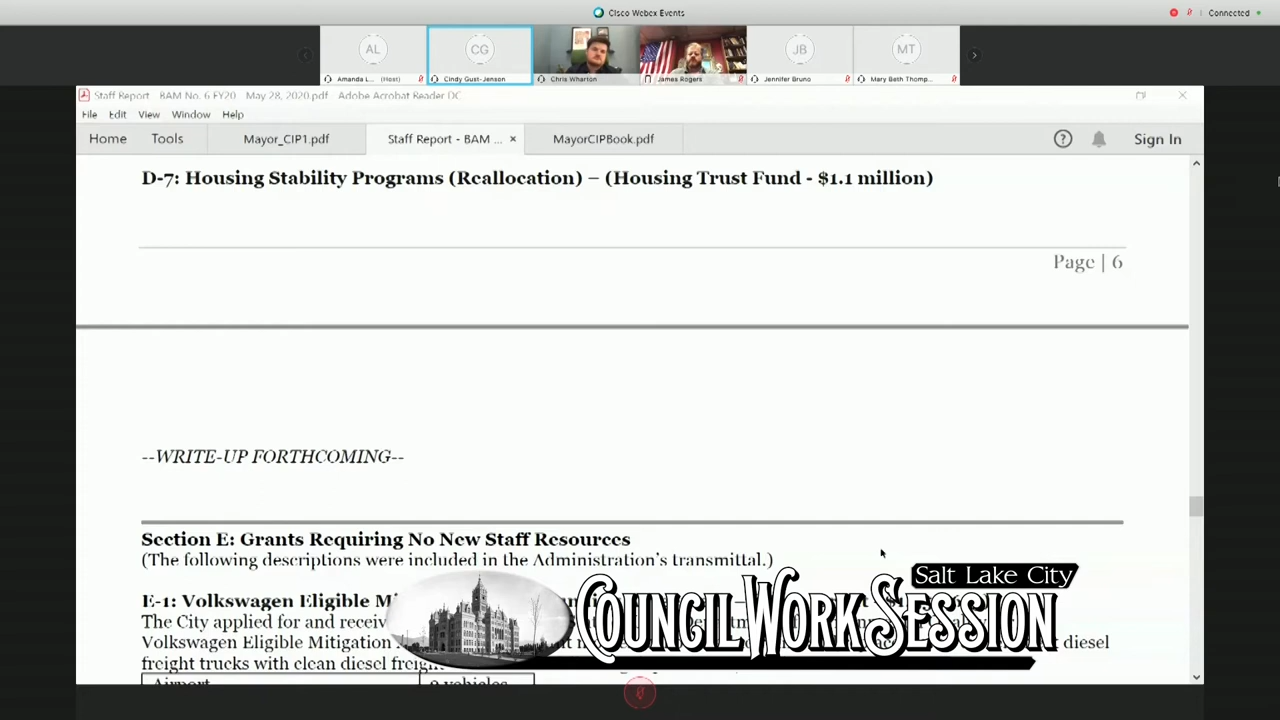 Cisco Webex Events
Connected
AL
CG
JB
MT
Amanda L... (Host)
Cindy Gust-Jenson
Chris Wharton
James Rogers
Jennifer Bruno
Mary Beth Thomp...
Staff Report - BAM No. 6 FY20 - May 28, 2020.pdf - Adobe Acrobat Reader DC
File Edit View Window Help
Home Tools Mayor_CIP1.pdf Staff Report - BAM ... × MayorCIPBook.pdf ? Sign In
D-7: Housing Stability Programs (Reallocation) – (Housing Trust Fund - $1.1 million)
Page | 6
--WRITE-UP FORTHCOMING--
Section E: Grants Requiring No New Staff Resources
(The following descriptions were included in the Administration's transmittal.)
E-1: Volkswagen Eligible
The City applied for and
Volkswagen Eligible Mitigation
diesel
freight trucks with clean diesel
Airport
2 vehicles
Salt Lake City
COUNCIL WORK SESSION